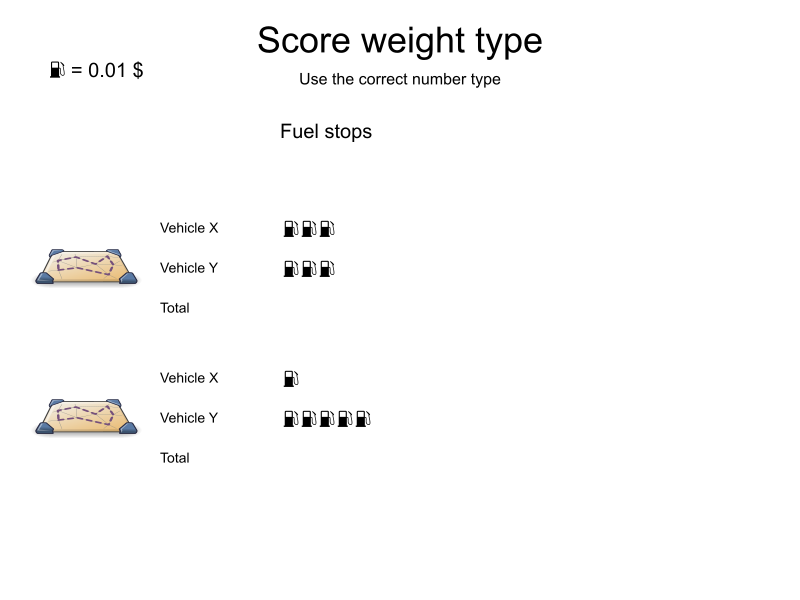 Score weight type
= 0.01 $
Use the correct number type
Fuel stops
Vehicle X
Vehicle Y
Total
Vehicle X
Vehicle Y
Total